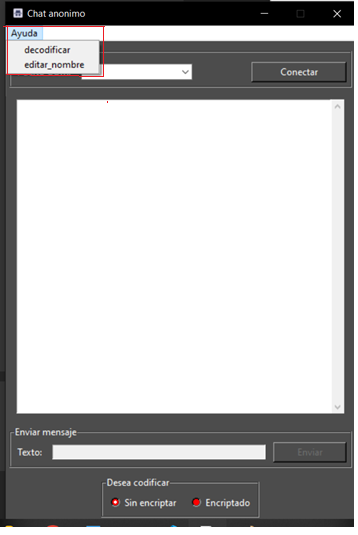 Chat anonimo
Ayuda
decodificar
editar_nombre
Conectar
Enviar mensaje
Texto:
Enviar
Desea codificar
Sin encriptar
Encriptado